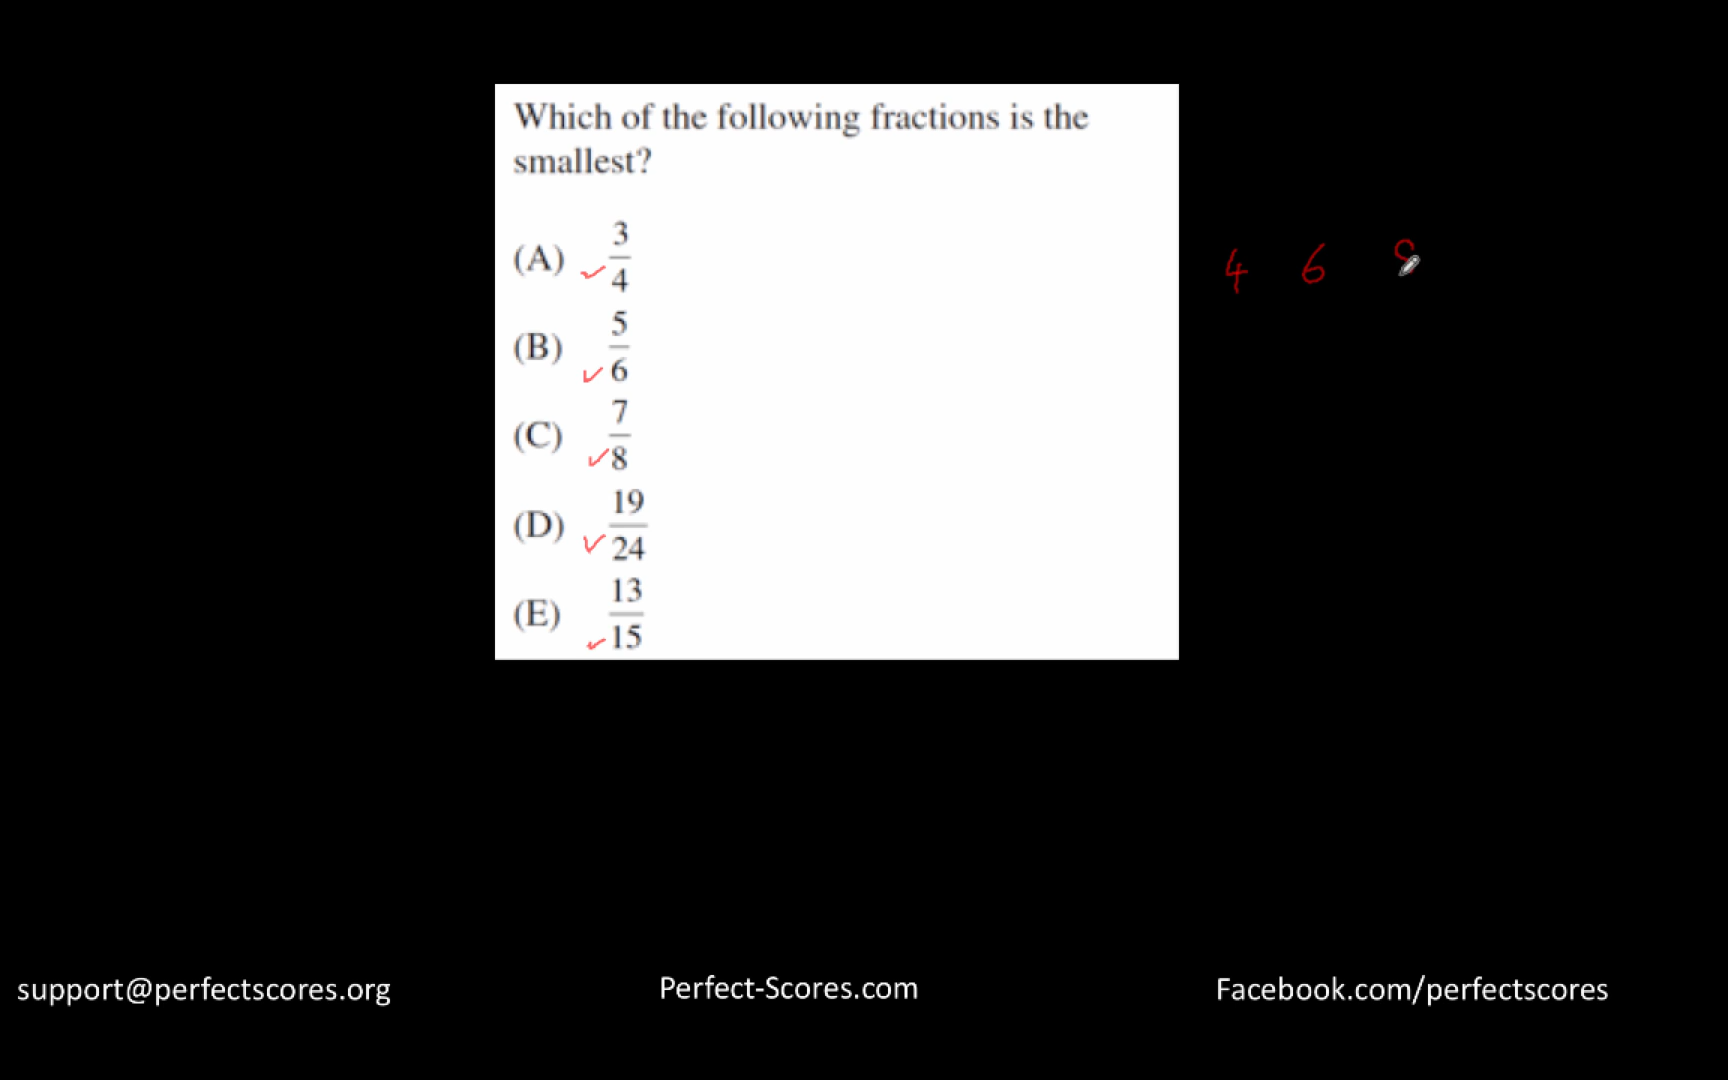 Which of the following fractions is the
smallest?
(A) 3/4
(B) 5/6
(C) 7/8
(D) 19/24
(E) 13/15
4 6 8
support@perfectscores.org
Perfect-Scores.com
Facebook.com/perfectscores